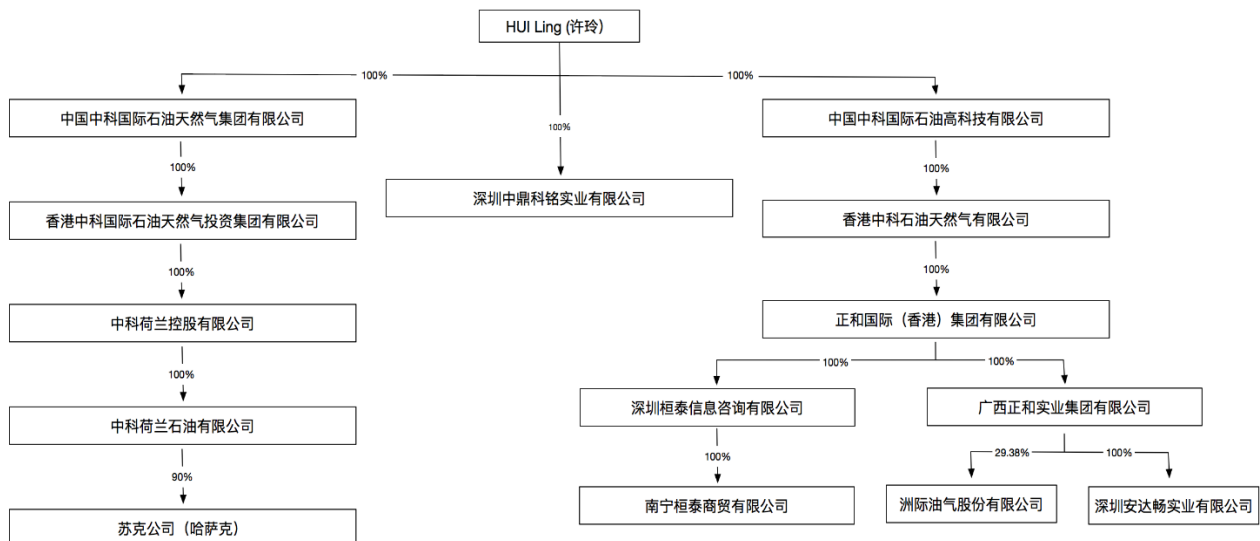 HUI Ling (许玲)
100%
100%
中国中科国际石油天然气集团有限公司
100%
中国中科国际石油高科技有限公司
100%
深圳中鼎科铭实业有限公司
100%
香港中科国际石油天然气投资集团有限公司
香港中科石油天然气有限公司
100%
100%
中科荷兰控股有限公司
正和国际（香港）集团有限公司
100%
100%
100%
中科荷兰石油有限公司
深圳桓泰信息咨询有限公司
广西正和实业集团有限公司
90%
100%
29.38%
100%
苏克公司（哈萨克）
南宁桓泰商贸有限公司
洲际油气股份有限公司
深圳安达畅实业有限公司